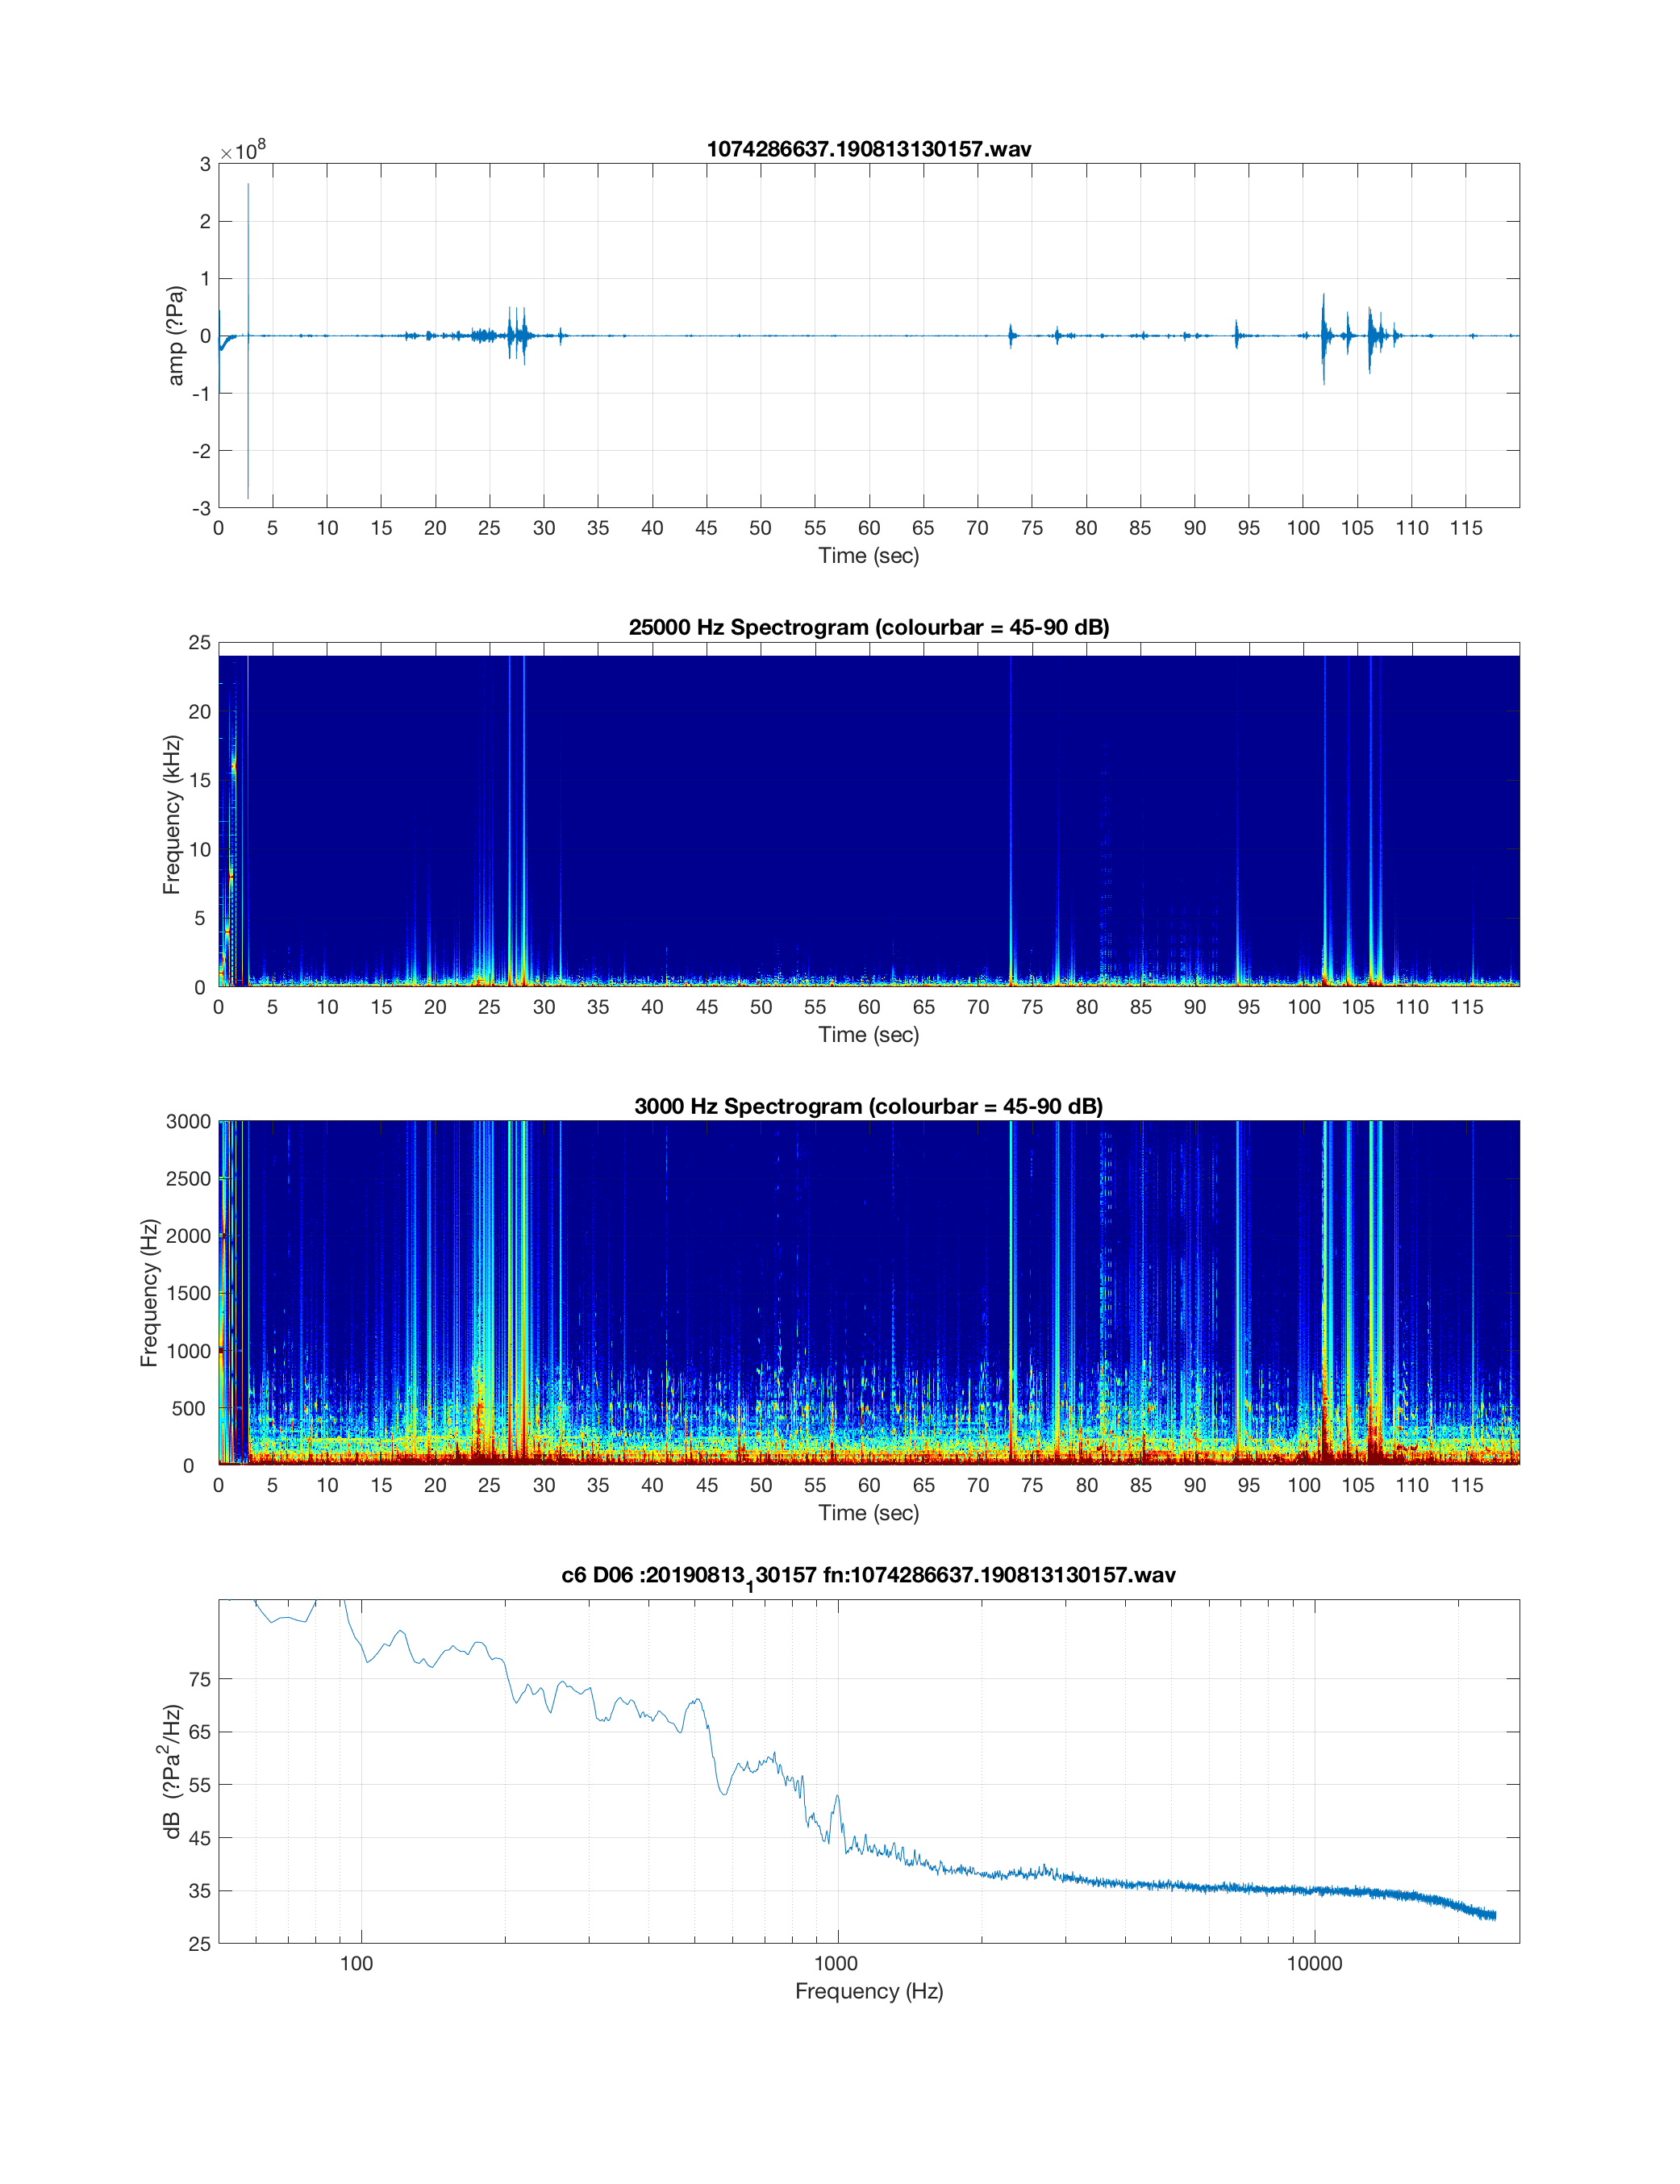 1074286637.190813130157.wav
×10^8
3
2
1
0
-1
-2
-3
amp (?Pa)
0 5 10 15 20 25 30 35 40 45 50 55 60 65 70 75 80 85 90 95 100 105 110 115
Time (sec)
25000 Hz Spectrogram (colourbar = 45-90 dB)
25
20
15
10
5
0
Frequency (kHz)
0 5 10 15 20 25 30 35 40 45 50 55 60 65 70 75 80 85 90 95 100 105 110 115
Time (sec)
3000 Hz Spectrogram (colourbar = 45-90 dB)
3000
2500
2000
1500
1000
500
0
Frequency (Hz)
0 5 10 15 20 25 30 35 40 45 50 55 60 65 70 75 80 85 90 95 100 105 110 115
Time (sec)
c6 D06 :20190813_130157 fn:1074286637.190813130157.wav
75
65
55
45
35
25
dB (?Pa^2/Hz)
100 1000 10000
Frequency (Hz)